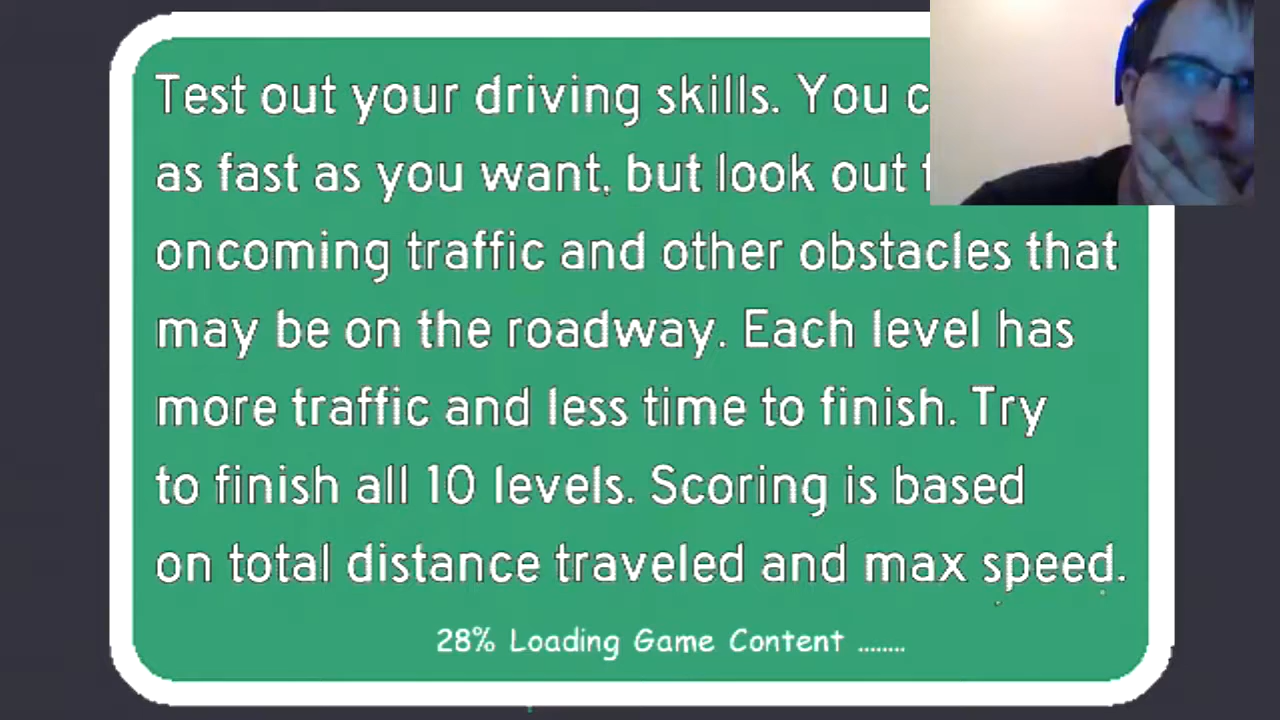 Test out your driving skills. You
as fast as you want, but look out
oncoming traffic and other obstacles that
may be on the roadway. Each level has
more traffic and less time to finish. Try
to finish all 10 levels. Scoring is based
on total distance traveled and max speed.
28% Loading Game Content ........